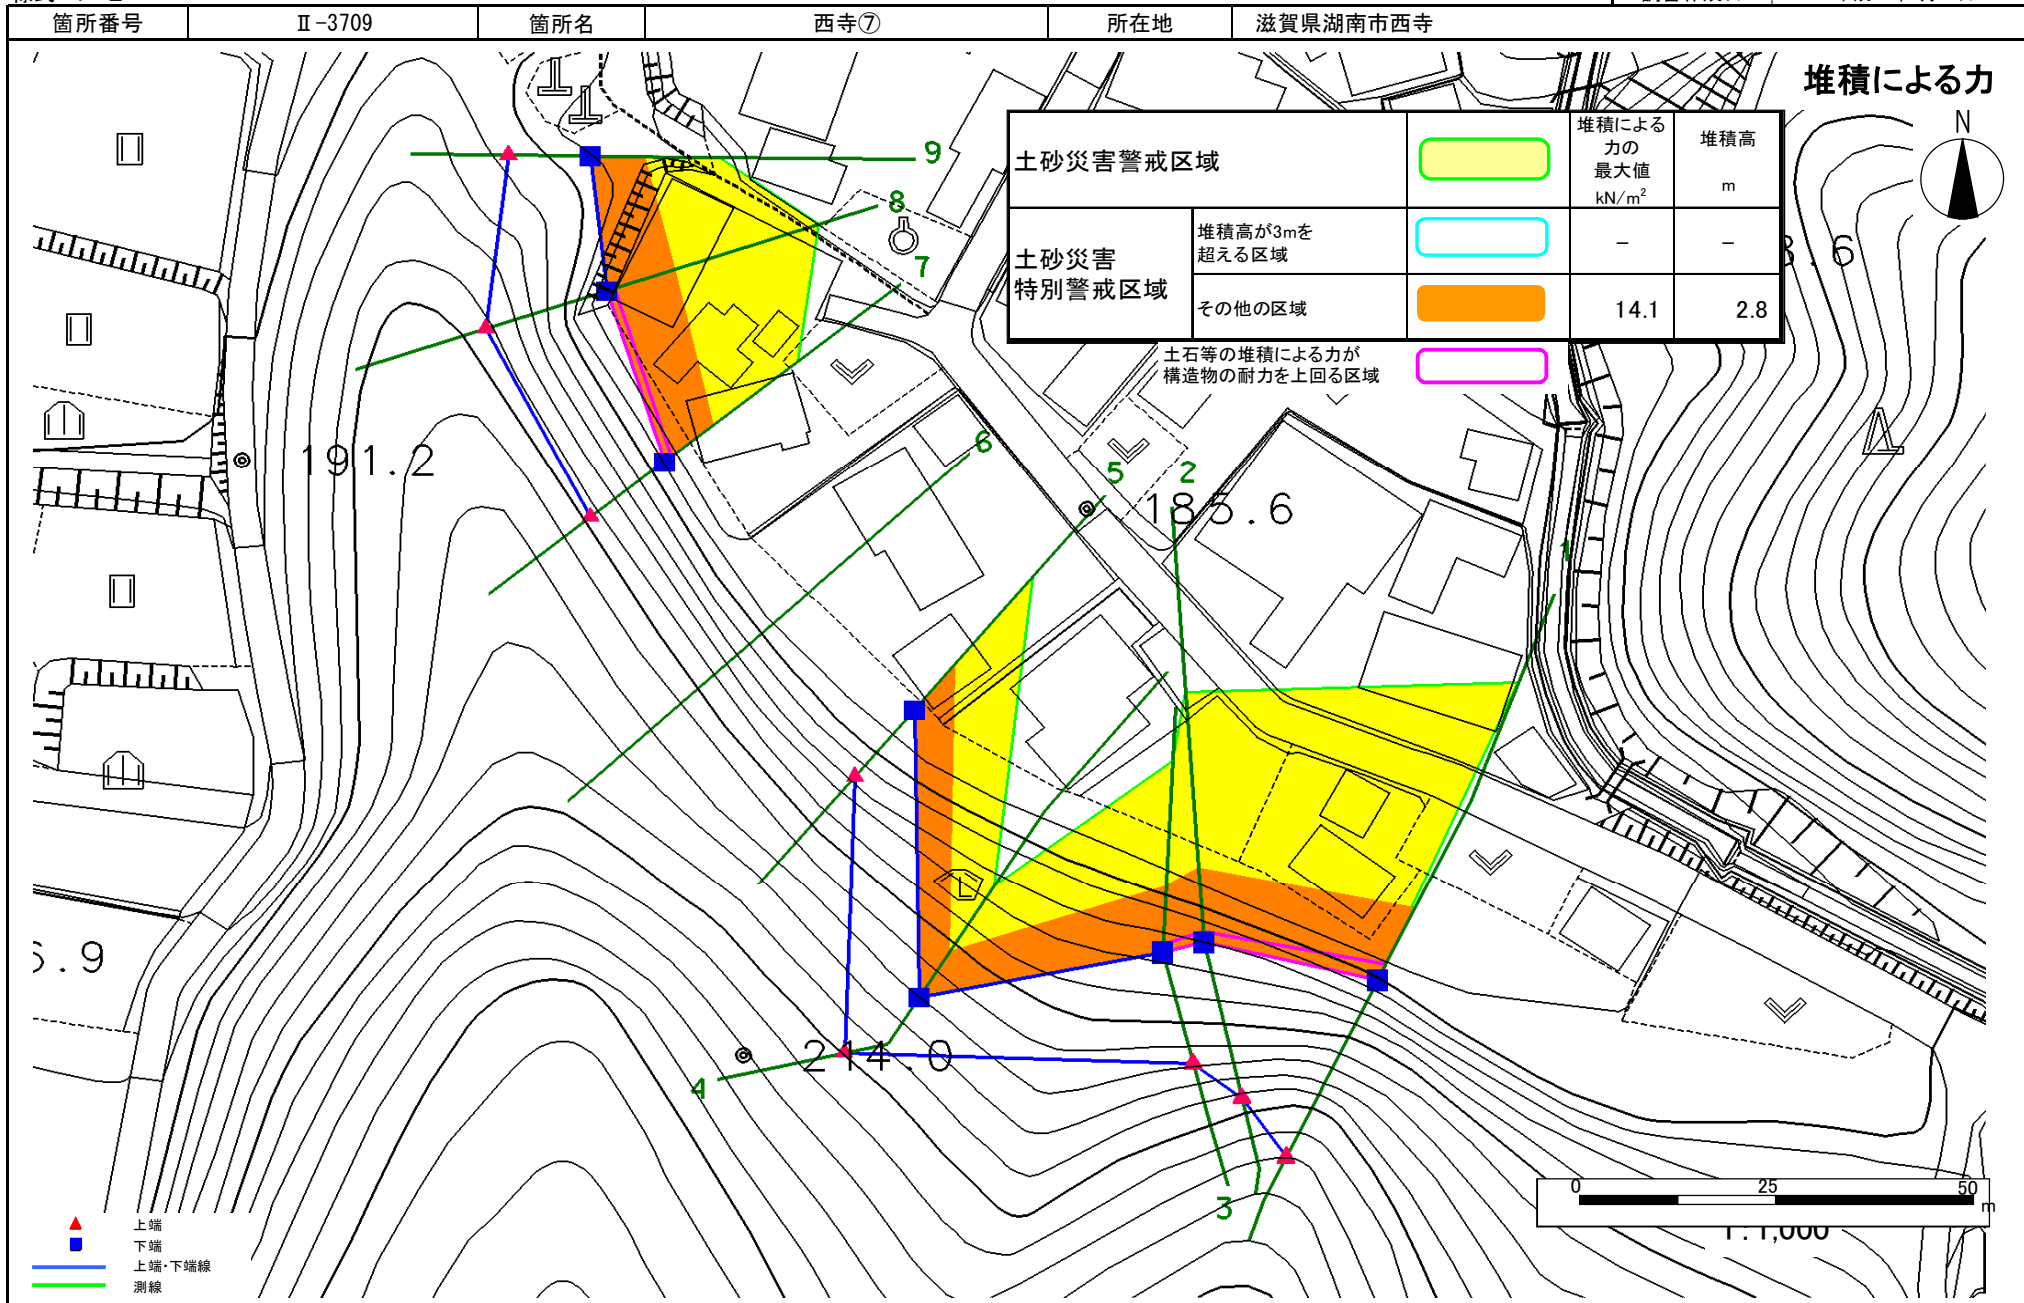 箇所番号 Ⅱ-3709 箇所名 西寺⑦ 所在地 滋賀県湖南市西寺
堆積による力
N
堆積による
力の
最大値
kN/m²
堆積高
m
土砂災害警戒区域
土砂災害
特別警戒区域
堆積高が3mを
超える区域
－ －
その他の区域
14.1 2.8
土石等の堆積による力が
構造物の耐力を上回る区域
9
8
7
6
5
2
1
4
3
191.2
185.6
214.0
6.9
上端
下端
上端・下端線
測線
0 25 50
m
1:1,000